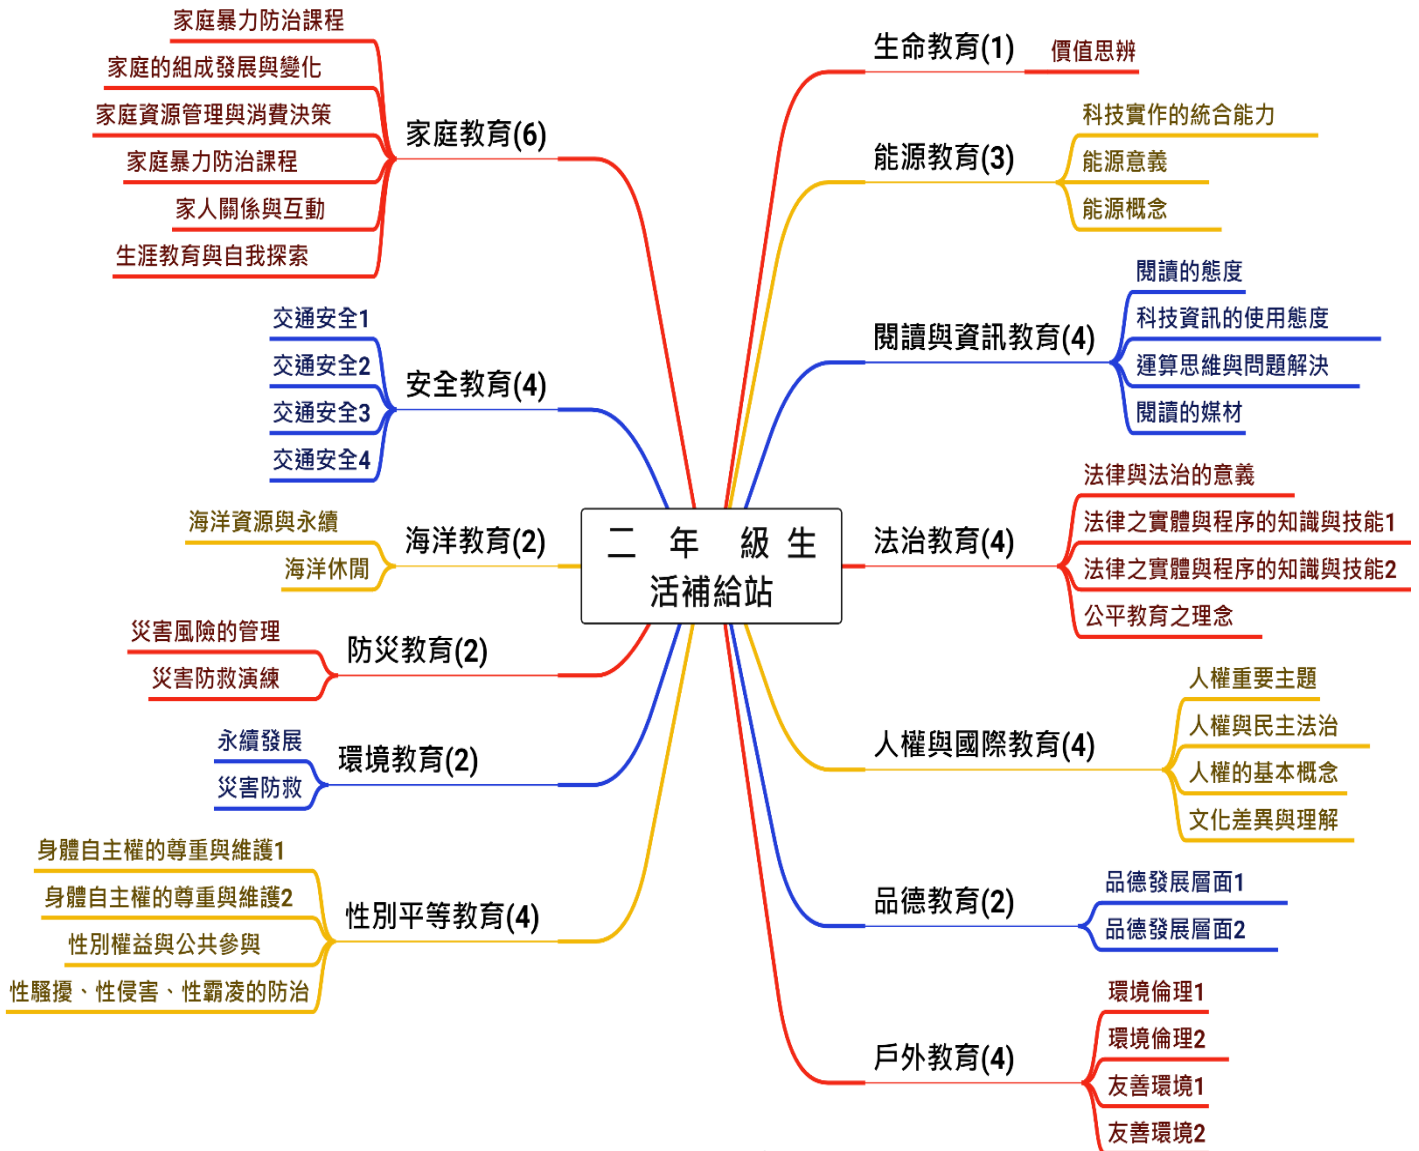 二 年 級 生
活補給站
生命教育(1)
價值思辨
能源教育(3)
科技實作的統合能力
能源意義
能源概念
閱讀與資訊教育(4)
閱讀的態度
科技資訊的使用態度
運算思維與問題解決
閱讀的媒材
法治教育(4)
法律與法治的意義
法律之實體與程序的知識與技能1
法律之實體與程序的知識與技能2
公平教育之理念
人權與國際教育(4)
人權重要主題
人權與民主法治
人權的基本概念
文化差異與理解
品德教育(2)
品德發展層面1
品德發展層面2
戶外教育(4)
環境倫理1
環境倫理2
友善環境1
友善環境2
家庭教育(6)
家庭暴力防治課程
家庭的組成發展與變化
家庭資源管理與消費決策
家庭暴力防治課程
家人關係與互動
生涯教育與自我探索
安全教育(4)
交通安全1
交通安全2
交通安全3
交通安全4
海洋教育(2)
海洋資源與永續
海洋休閒
防災教育(2)
災害風險的管理
災害防救演練
環境教育(2)
永續發展
災害防救
性別平等教育(4)
身體自主權的尊重與維護1
身體自主權的尊重與維護2
性別權益與公共參與
性騷擾、性侵害、性霸凌的防治